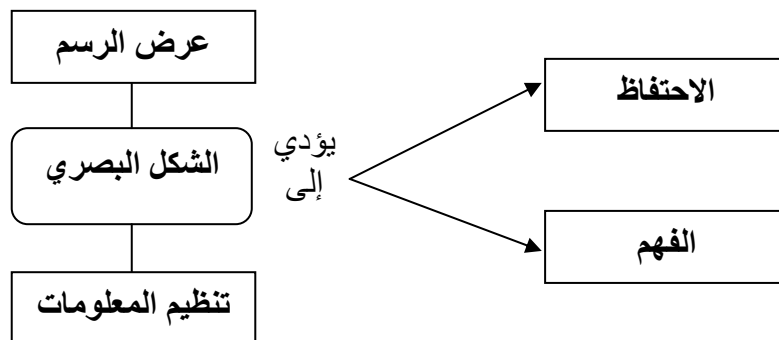 عرض الرسم
الشكل البصري
تنظيم المعلومات
يؤدي
إلى
الاحتفاظ
الفهم